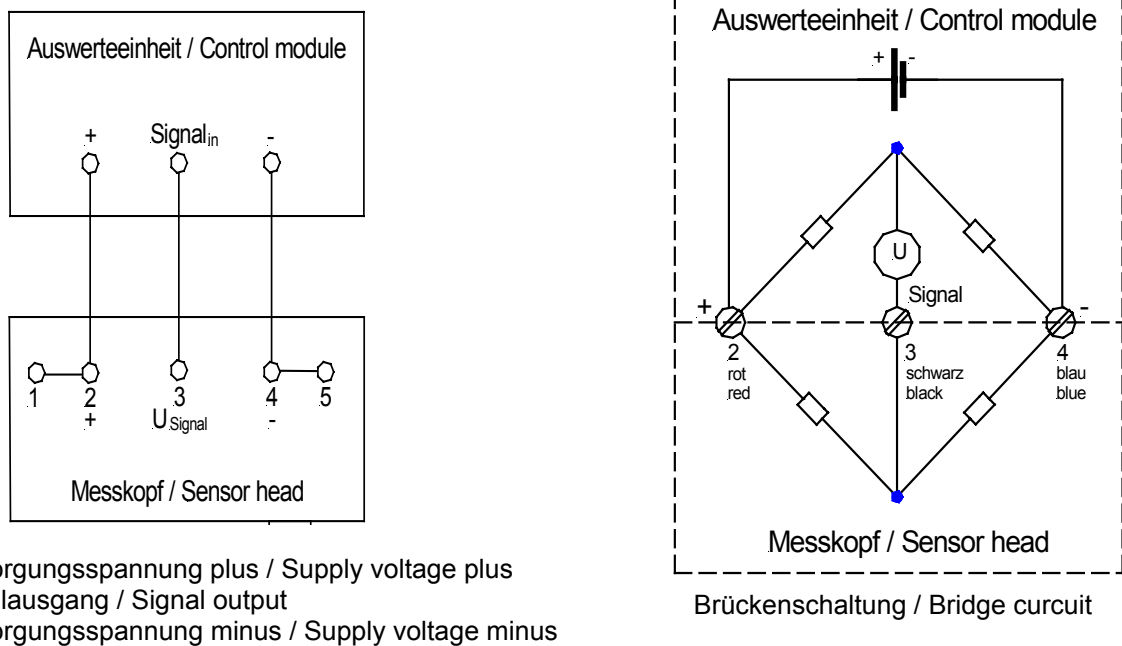 Auswerteeinheit / Control module
+ Signalin -
1 2 3 4 5
+ USignal -
Messkopf / Sensor head
orgungsspannung plus / Supply voltage plus
lausgang / Signal output
orgungsspannung minus / Supply voltage minus
Auswerteeinheit / Control module
+ -
U
Signal
+ -
2 3 4
rot schwarz blau
red black blue
Messkopf / Sensor head
Brückenschaltung / Bridge curcuit